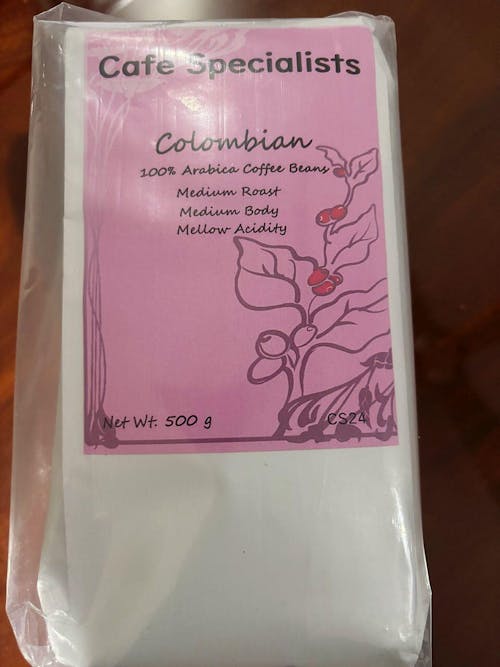 Cafe Specialists
Colombian
100% Arabica Coffee Beans
Medium Roast
Medium Body
Mellow Acidity
Net Wt. 500 g
CS24